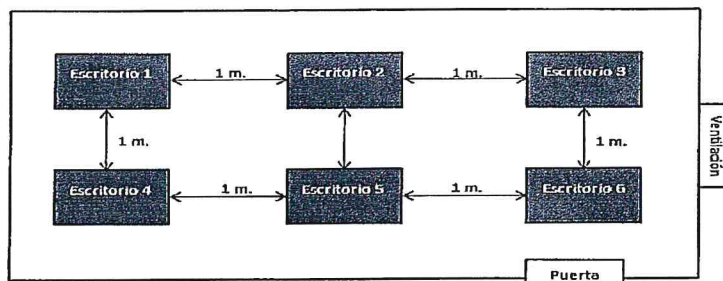 Escritorio 1
1 m.
Escritorio 2
1 m.
Escritorio 3
1 m.
1 m.
Ventilación
Escritorio 4
1 m.
Escritorio 5
1 m.
Escritorio 6
Puerta